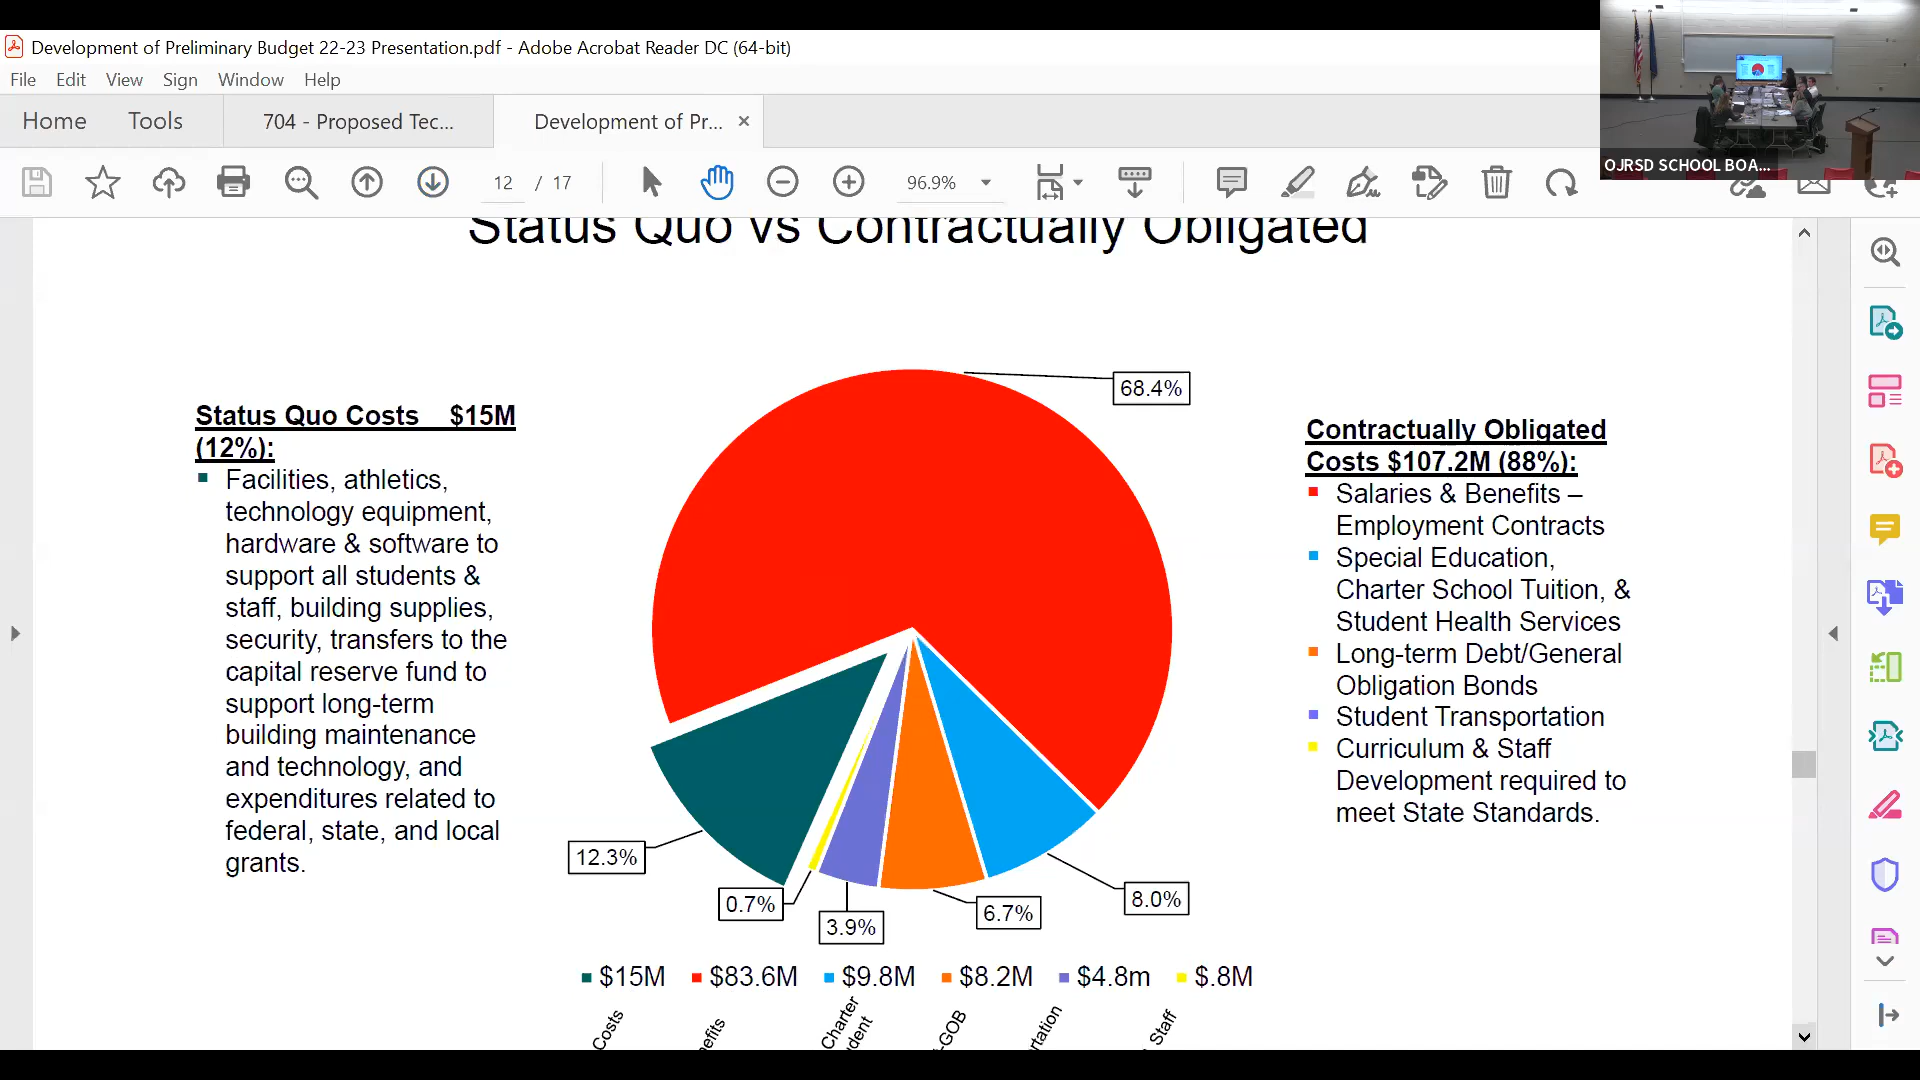 Development of Preliminary Budget 22-23 Presentation.pdf - Adobe Acrobat Reader DC (64-bit)
File Edit View Sign Window Help
Home Tools 704 - Proposed Tec... Development of Pr... ×
12 / 17 96.9%
OJRSD SCHOOL BOA...
Status Quo vs Contractually Obligated
Status Quo Costs $15M
(12%):
Facilities, athletics,
technology equipment,
hardware & software to
support all students &
staff, building supplies,
security, transfers to the
capital reserve fund to
support long-term
building maintenance
and technology, and
expenditures related to
federal, state, and local
grants.
68.4%
12.3%
0.7%
3.9%
6.7%
8.0%
Contractually Obligated
Costs $107.2M (88%):
Salaries & Benefits –
Employment Contracts
Special Education,
Charter School Tuition, &
Student Health Services
Long-term Debt/General
Obligation Bonds
Student Transportation
Curriculum & Staff
Development required to
meet State Standards.
$15M $83.6M $9.8M $8.2M $4.8m $.8M
Costs
efits
Charter
dent
-GOB
rtation
Staff